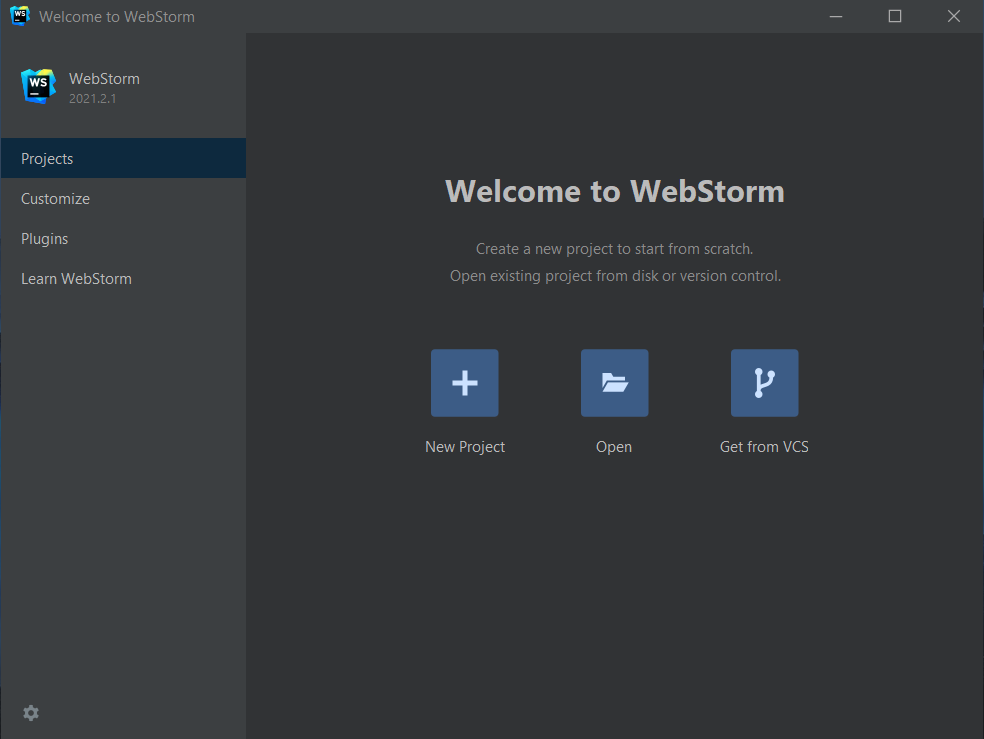 WS Welcome to WebStorm
WS WebStorm
2021.2.1
Projects
Customize
Plugins
Learn WebStorm
Welcome to WebStorm
Create a new project to start from scratch.
Open existing project from disk or version control.
New Project
Open
Get from VCS